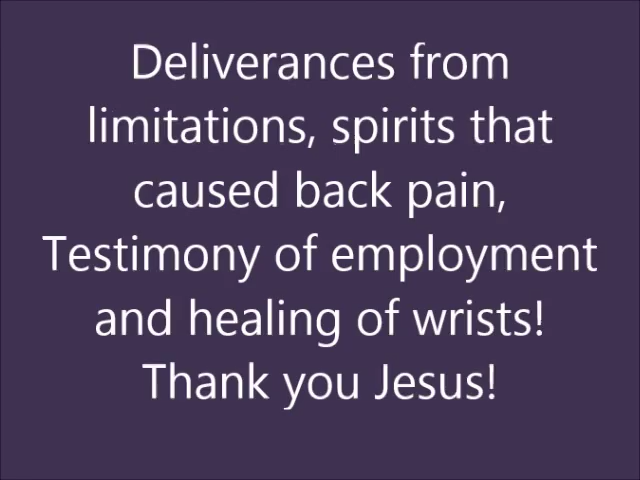 Deliverances from
limitations, spirits that
caused back pain,
Testimony of employment
and healing of wrists!
Thank you Jesus!